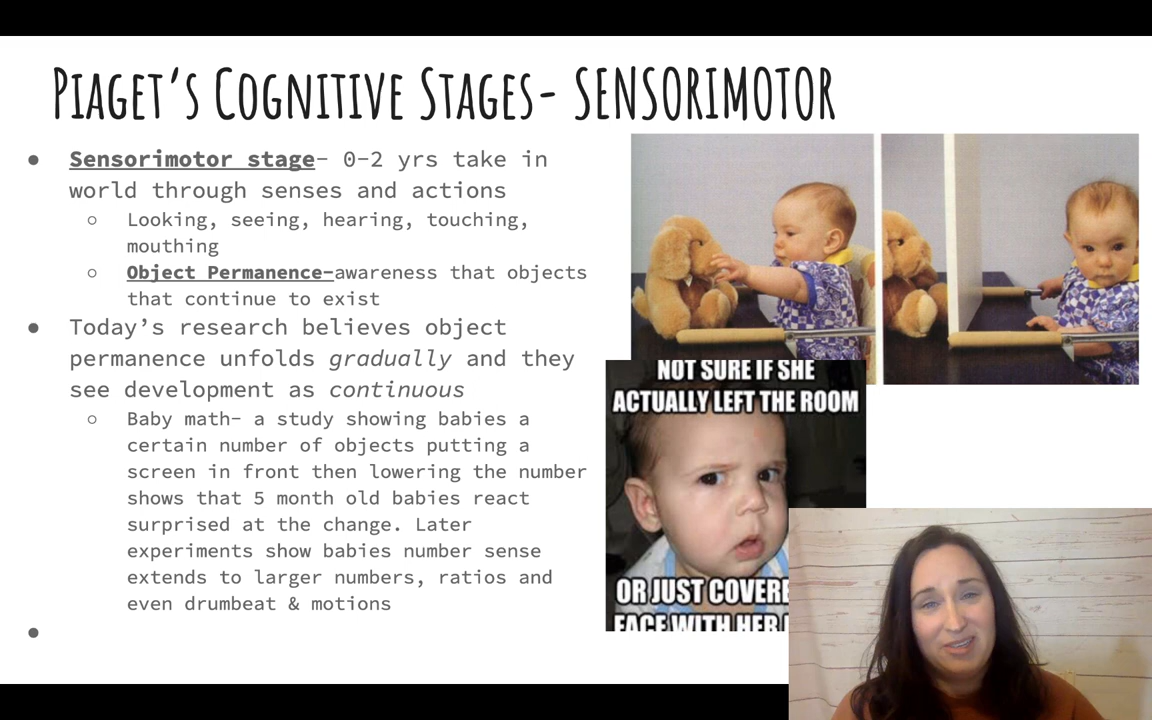 PIAGET'S COGNITIVE STAGES- SENSORIMOTOR
● Sensorimotor stage- 0-2 yrs take in
world through senses and actions
○ Looking, seeing, hearing, touching,
mouthing
○ Object Permanence-awareness that objects
that continue to exist
● Today's research believes object
permanence unfolds gradually and they
see development as continuous
○ Baby math- a study showing babies a
certain number of objects putting a
screen in front then lowering the number
shows that 5 month old babies react
surprised at the change. Later
experiments show babies number sense
extends to larger numbers, ratios and
even drumbeat & motions
●
NOT SURE IF SHE
ACTUALLY LEFT THE ROOM
OR JUST COVERE
FACE WITH HER